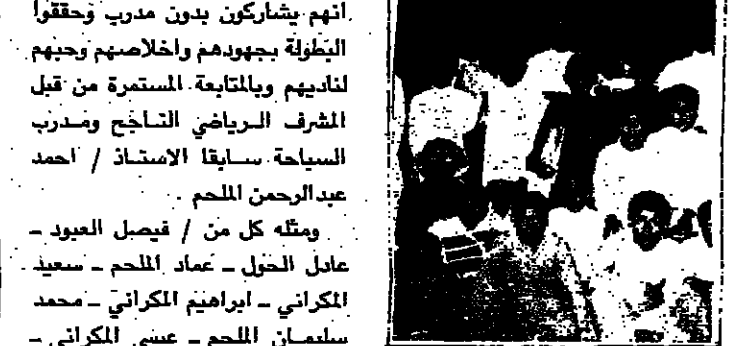 انهم يشاركون بدون مدرب وحققوا
البطولة بجهودهم واخلاصهم وحبهم
لناديهم وبالمتابعة المستمرة من قبل
المشرف الرياضي الناجح ومدرب
السباحة سابقا الاستاذ / احمد
عبدالرحمن الملحم .
ومثله كل من / فيصل العبود ـ
عادل الحول ـ عماد الملحم ـ سعيد
المكراني ـ ابراهيم المكراني ـ محمد
سليمان الملحم ـ عيسى المكراني ـ